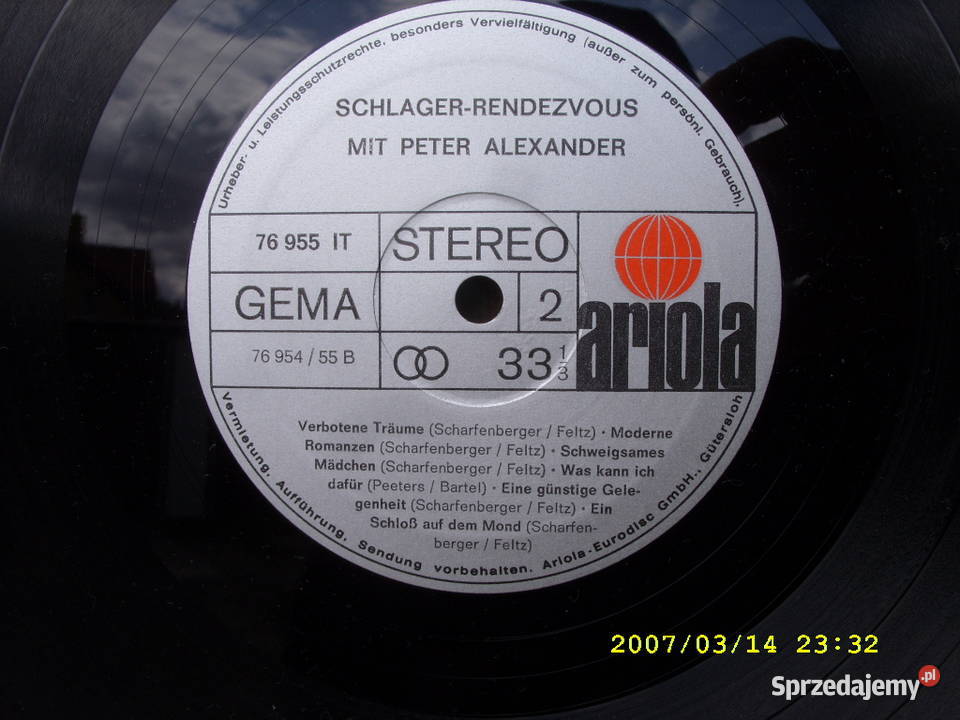 Urheber- u. Leistungsschutzrechte, besonders Vervielfältigung (außer zum persönl. Gebrauch),
SCHLAGER-RENDEZVOUS
MIT PETER ALEXANDER
76 955 IT
STEREO
GEMA
2
ariola
76 954 / 55 B
33 1/3
Verbotene Träume (Scharfenberger / Feltz) · Moderne
Romanzen (Scharfenberger / Feltz) · Schweigsames
Mädchen (Scharfenberger / Feltz) · Was kann ich
dafür (Peeters / Bartel) · Eine günstige Gele-
genheit (Scharfenberger / Feltz) · Ein
Schloß auf dem Mond (Scharfen-
berger / Feltz)
Vermietung, Aufführung, Sendung vorbehalten. Ariola-Eurodisc GmbH., Gütersloh
2007/03/14 23:32
Sprzedajemy.pl